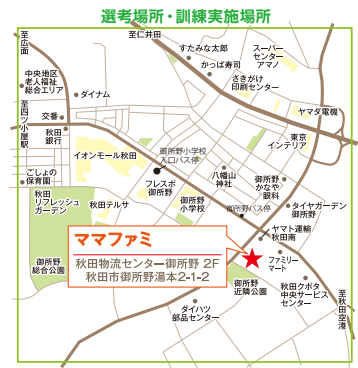 選考場所・訓練実施場所
至広面
至仁井田
すたみな太郎
かっぱ寿司
スーパー
センター
アマノ
さきがけ
印刷センター
中央地区
老人福祉
総合エリア
ダイナム
ヤマダ電機
至四ツ小屋駅
交番
秋田
銀行
東京
インテリア
御所野小学校
入口バス停
イオンモール秋田
八幡山
神社
御所野
かなや
眼科
ごしょの
保育園
フレスポ
御所野
秋田
リフレッシュ
ガーデン
秋田テルサ
御所野
小学校
御所野バス停
タイヤガーデン
御所野
ヤマト運輸
秋田南
ママファミ
秋田物流センター御所野 2F
秋田市御所野湯本2-1-2
ファミリー
マート
御所野
総合公園
御所野
近隣公園
秋田クボタ
中央サービス
センター
至秋田空港
ダイハツ
部品センター